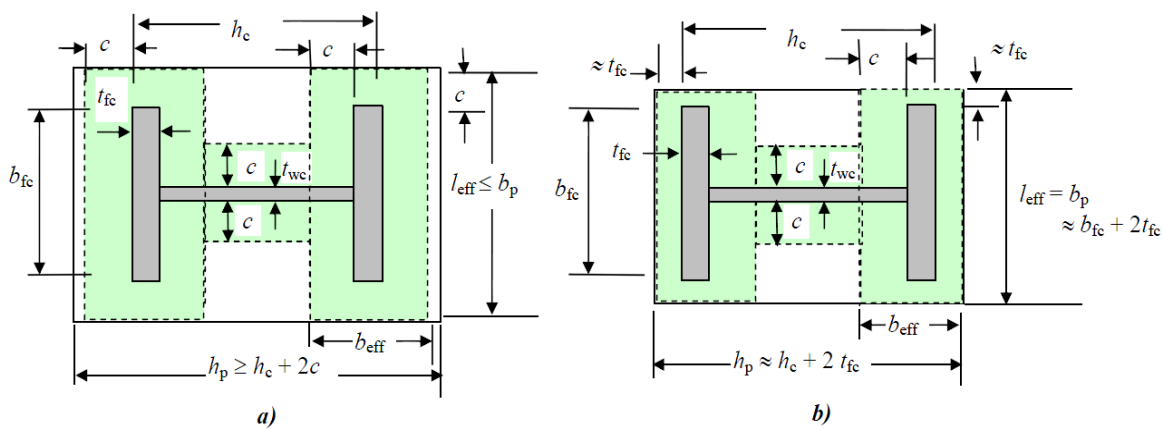 h_c
c
c
c
t_fc
b_fc
c
t_wc
c
l_eff ≤ b_p
b_eff
h_p ≥ h_c + 2c
a)
h_c
≈ t_fc
c
≈ t_fc
t_fc
b_fc
c
t_wc
c
l_eff = b_p
≈ b_fc + 2t_fc
b_eff
h_p ≈ h_c + 2 t_fc
b)